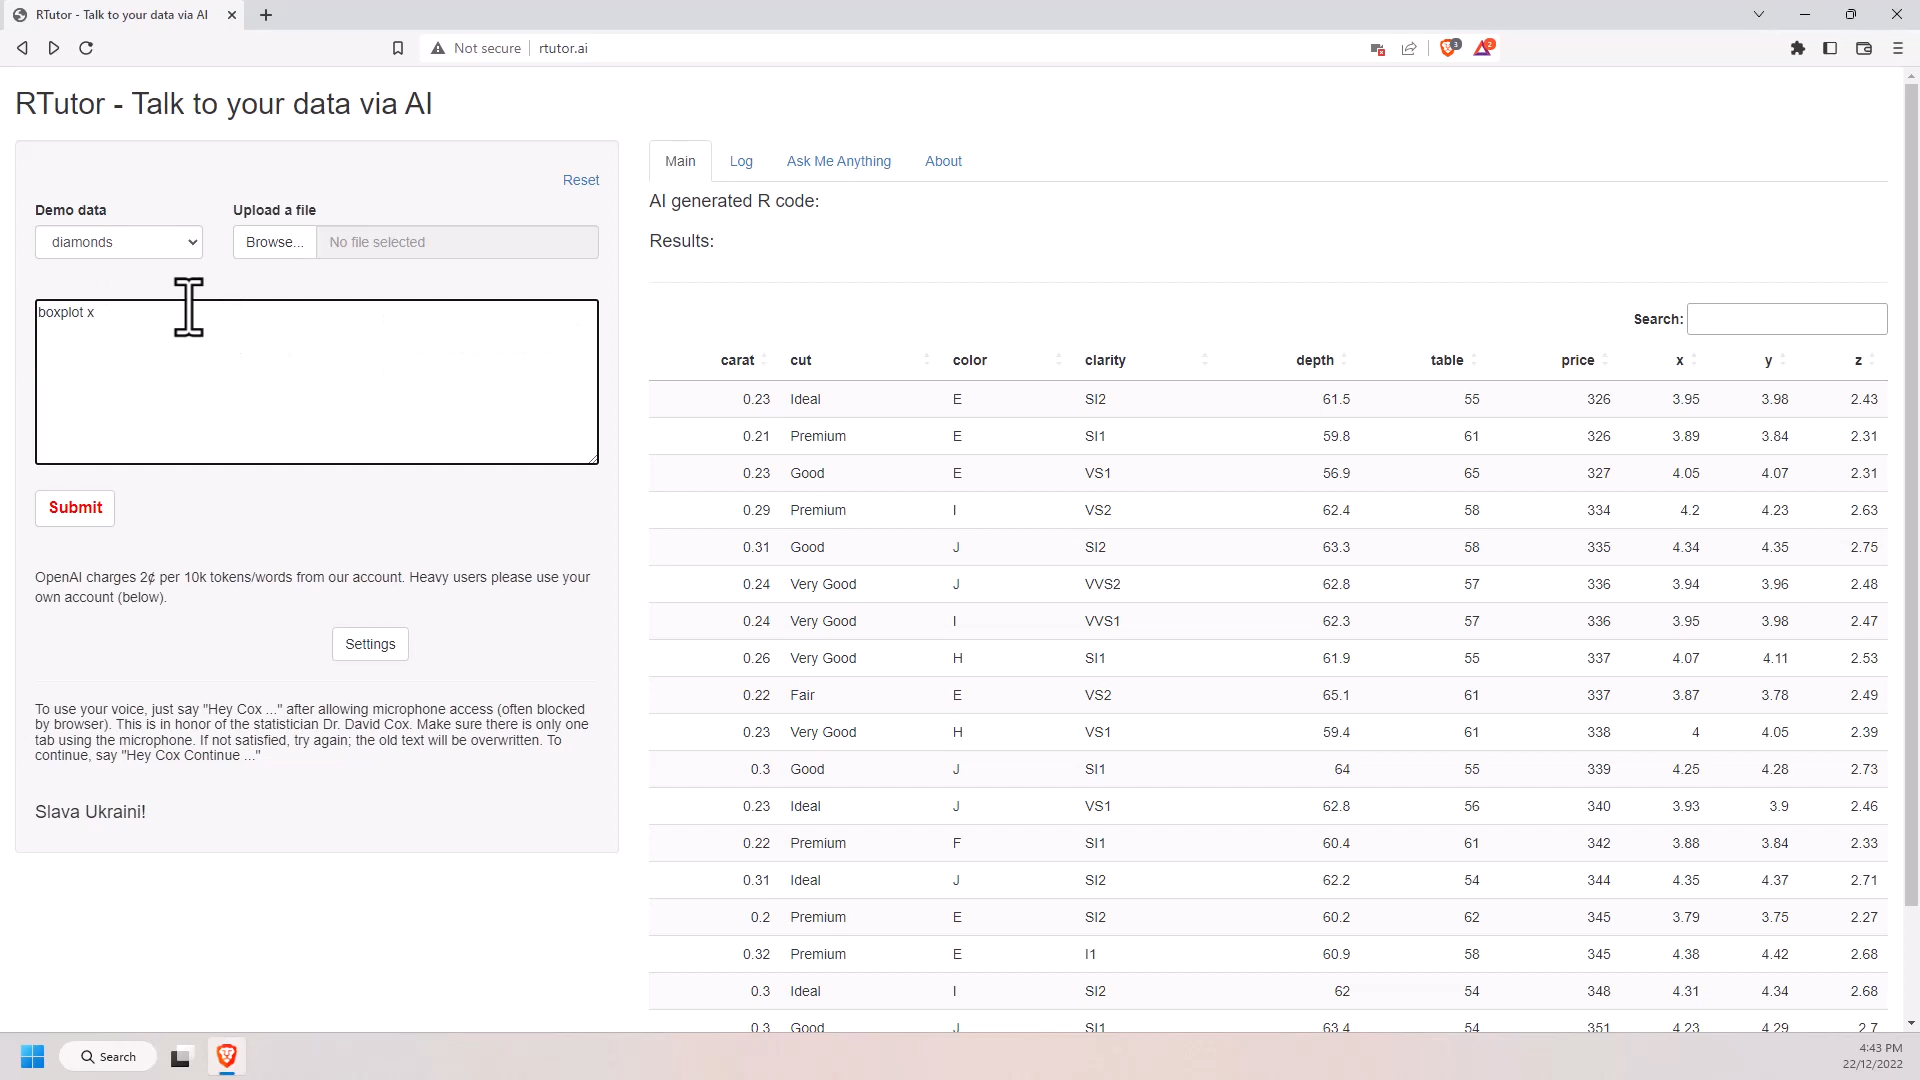 RTutor - Talk to your data via AI
Not secure rtutor.ai
3
2
RTutor - Talk to your data via AI
Reset
Demo data Upload a file
diamonds Browse... No file selected
boxplot x
Submit
OpenAI charges 2¢ per 10k tokens/words from our account. Heavy users please use your
own account (below).
Settings
To use your voice, just say "Hey Cox ..." after allowing microphone access (often blocked
by browser). This is in honor of the statistician Dr. David Cox. Make sure there is only one
tab using the microphone. If not satisfied, try again; the old text will be overwritten. To
continue, say "Hey Cox Continue ..."
Slava Ukraini!
Main Log Ask Me Anything About
AI generated R code:
Results:
Search:
carat cut color clarity depth table price x y z
0.23 Ideal E SI2 61.5 55 326 3.95 3.98 2.43
0.21 Premium E SI1 59.8 61 326 3.89 3.84 2.31
0.23 Good E VS1 56.9 65 327 4.05 4.07 2.31
0.29 Premium I VS2 62.4 58 334 4.2 4.23 2.63
0.31 Good J SI2 63.3 58 335 4.34 4.35 2.75
0.24 Very Good J VVS2 62.8 57 336 3.94 3.96 2.48
0.24 Very Good I VVS1 62.3 57 336 3.95 3.98 2.47
0.26 Very Good H SI1 61.9 55 337 4.07 4.11 2.53
0.22 Fair E VS2 65.1 61 337 3.87 3.78 2.49
0.23 Very Good H VS1 59.4 61 338 4 4.05 2.39
0.3 Good J SI1 64 55 339 4.25 4.28 2.73
0.23 Ideal J VS1 62.8 56 340 3.93 3.9 2.46
0.22 Premium F SI1 60.4 61 342 3.88 3.84 2.33
0.31 Ideal J SI2 62.2 54 344 4.35 4.37 2.71
0.2 Premium E SI2 60.2 62 345 3.79 3.75 2.27
0.32 Premium E I1 60.9 58 345 4.38 4.42 2.68
0.3 Ideal I SI2 62 54 348 4.31 4.34 2.68
0.3 Good J SI1 63.4 54 351 4.23 4.29 2.7
Search
4:43 PM
22/12/2022